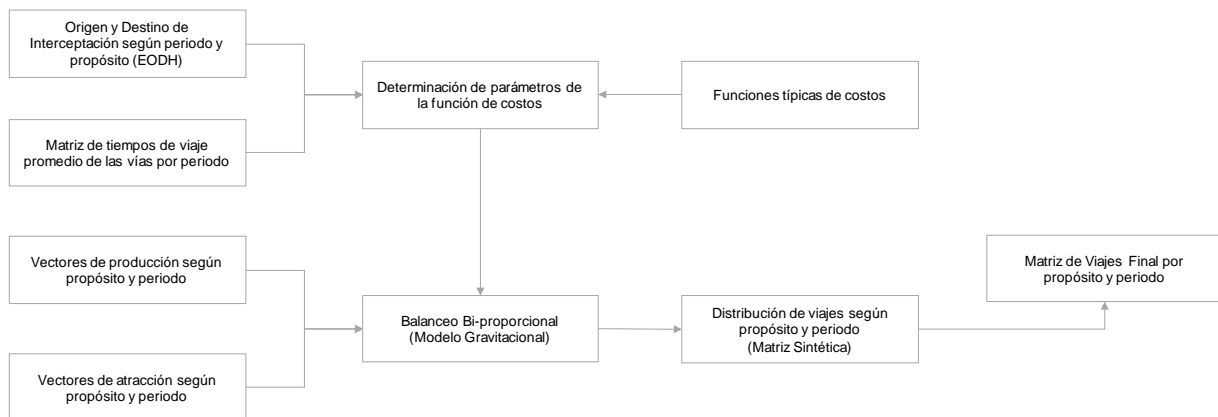 Origen y Destino de
Interceptación según periodo y
propósito (EODH)
Determinación de parámetros de
la función de costos
Funciones típicas de costos
Matriz de tiempos de viaje
promedio de las vías por periodo
Vectores de producción según
propósito y periodo
Matriz de Viajes Final por
propósito y periodo
Balanceo Bi-proporcional
(Modelo Gravitacional)
Distribución de viajes según
propósito y periodo
(Matriz Sintética)
Vectores de atracción según
propósito y periodo